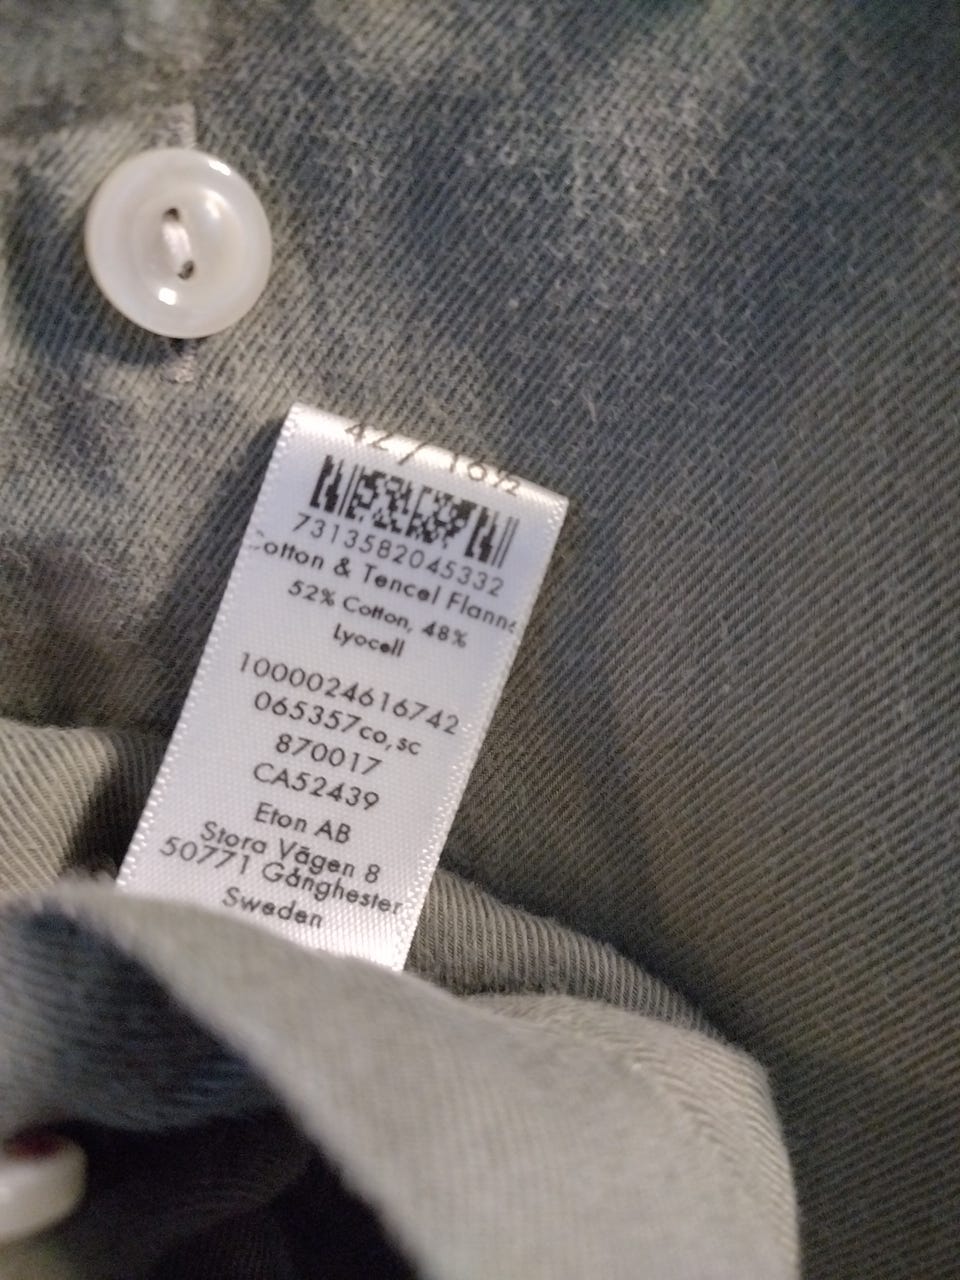 42 / 16½
7313582045332
Cotton & Tencel Flanne
52% Cotton, 48%
Lyocell
1000024616742
065357co,sc
870017
CA52439
Eton AB
Stora Vägen 8
50771 Gånghester
Sweden